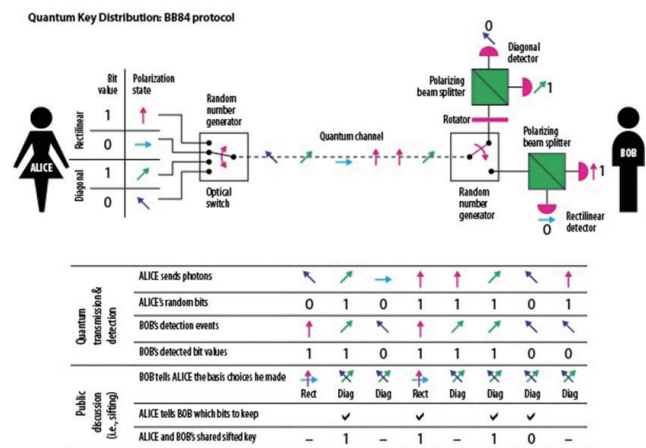 Quantum Key Distribution: BB84 protocol
0
Diagonal
detector
Bit
value
Polarization
state
Polarizing
beam splitter
1
Random
number
generator
Rotator
Rectilinear
1
0
Quantum channel
Polarizing
beam splitter
ALICE
BOB
Diagonal
1
0
1
Optical
switch
Random
number
generator
0
Rectilinear
detector
Quantum
transmission&
detection
ALICE sends photons
ALICE's random bits 0 1 0 1 1 1 0 1
BOB's detection events
BOB's detected bit values 1 1 0 1 1 1 0 0
Public
discussion
(i.e., sifting)
BOB tells ALICE the basis choices he made
Rect Diag Diag Rect Diag Diag Diag Diag
ALICE tells BOB which bits to keep ✓ ✓ ✓ ✓
ALICE and BOB's shared sifted key – 1 – 1 – 1 0 –